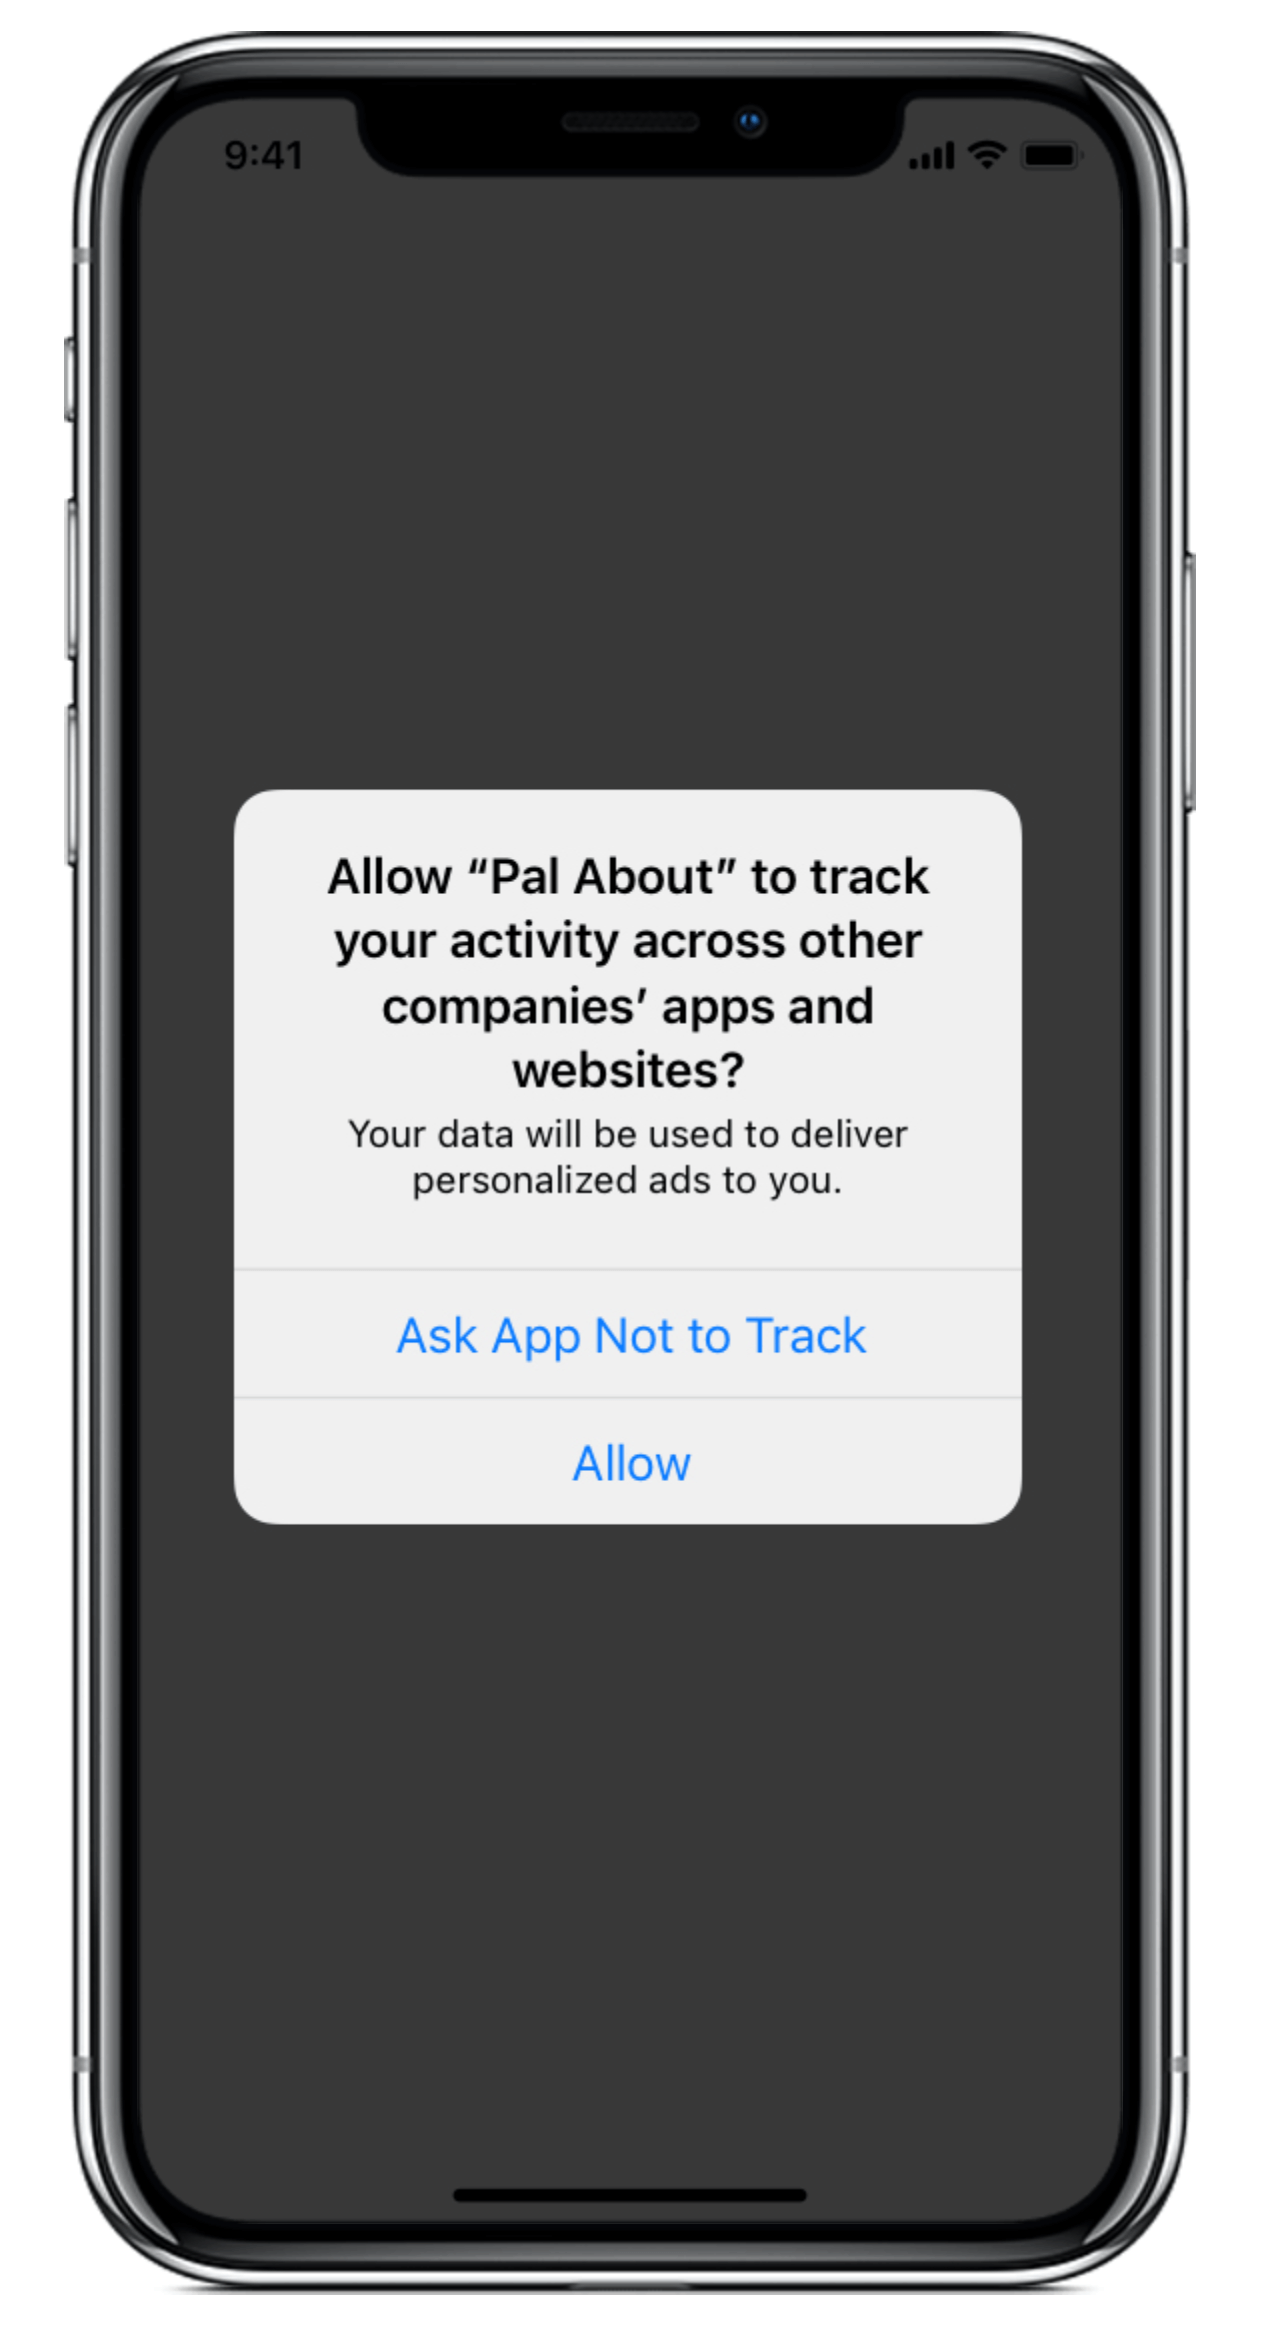 9:41
Allow “Pal About” to track
your activity across other
companies’ apps and
websites?
Your data will be used to deliver
personalized ads to you.
Ask App Not to Track
Allow